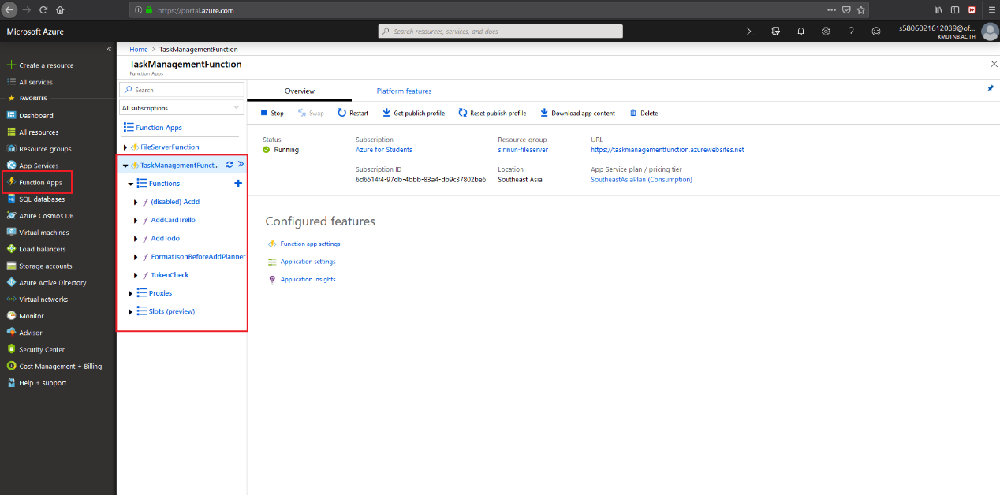 https://portal.azure.com
Microsoft Azure
Search resources, services, and docs
s5806021612039@of...
KMUTNB.AC.TH
Create a resource
All services
FAVORITES
Dashboard
All resources
Resource groups
App Services
Function Apps
SQL databases
Azure Cosmos DB
Virtual machines
Load balancers
Storage accounts
Azure Active Directory
Virtual networks
Monitor
Advisor
Security Center
Cost Management + Billing
Help + support
Home > TaskManagementFunction
TaskManagementFunction
Function Apps
Search
All subscriptions
Function Apps
FileServerFunction
TaskManagementFunct...
Functions
(disabled) Acdd
AddCardTrello
AddTodo
FormatJsonBeforeAddPlanner
TokenCheck
Proxies
Slots (preview)
Overview
Platform features
Stop
Swap
Restart
Get publish profile
Reset publish profile
Download app content
Delete
Status
Running
Subscription
Azure for Students
Subscription ID
6d6514f4-97db-4bbb-83a4-db9c37802be6
Resource group
sirinun-fileserver
Location
Southeast Asia
URL
https://taskmanagementfunction.azurewebsites.net
App Service plan / pricing tier
SoutheastAsiaPlan (Consumption)
Configured features
Function app settings
Application settings
Application Insights